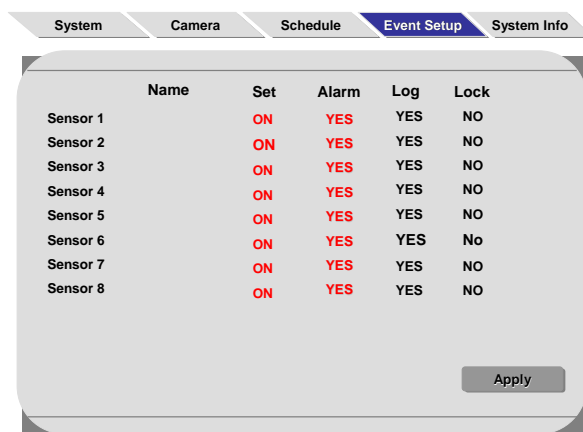 System Camera Schedule Event Setup System Info
Name Set Alarm Log Lock
Sensor 1 ON YES YES NO
Sensor 2 ON YES YES NO
Sensor 3 ON YES YES NO
Sensor 4 ON YES YES NO
Sensor 5 ON YES YES NO
Sensor 6 ON YES YES No
Sensor 7 ON YES YES NO
Sensor 8 ON YES YES NO
Apply